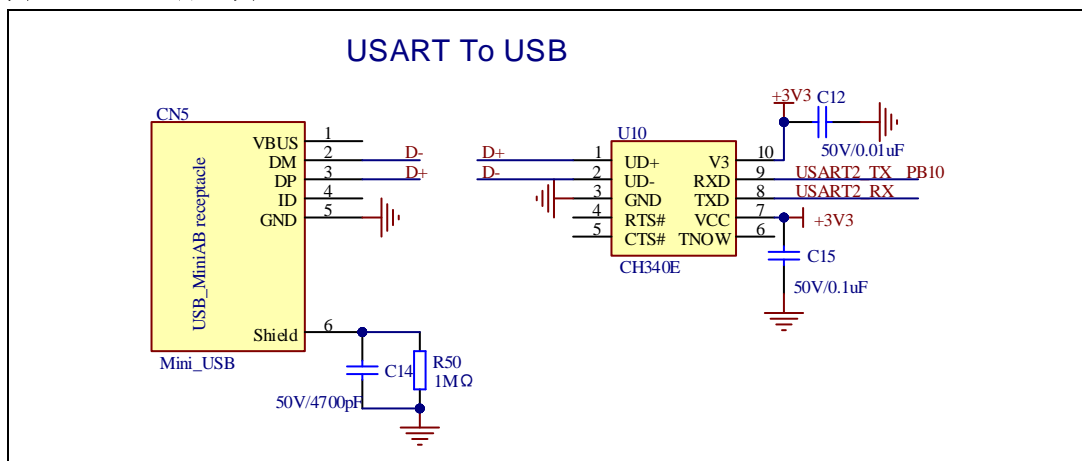 USART To USB
CN5
VBUS 1
DM 2 D-
DP 3 D+
ID 4
GND 5
USB_MiniAB receptacle
Shield 6
Mini_USB
C14
50V/4700pF
R50
1MΩ
U10
D+ 1 UD+ V3 10
D- 2 UD- RXD 9 USART2_TX PB10
3 GND TXD 8 USART2_RX
4 RTS# VCC 7 +3V3
5 CTS# TNOW 6
CH340E
+3V3
C12
50V/0.01uF
C15
50V/0.1uF